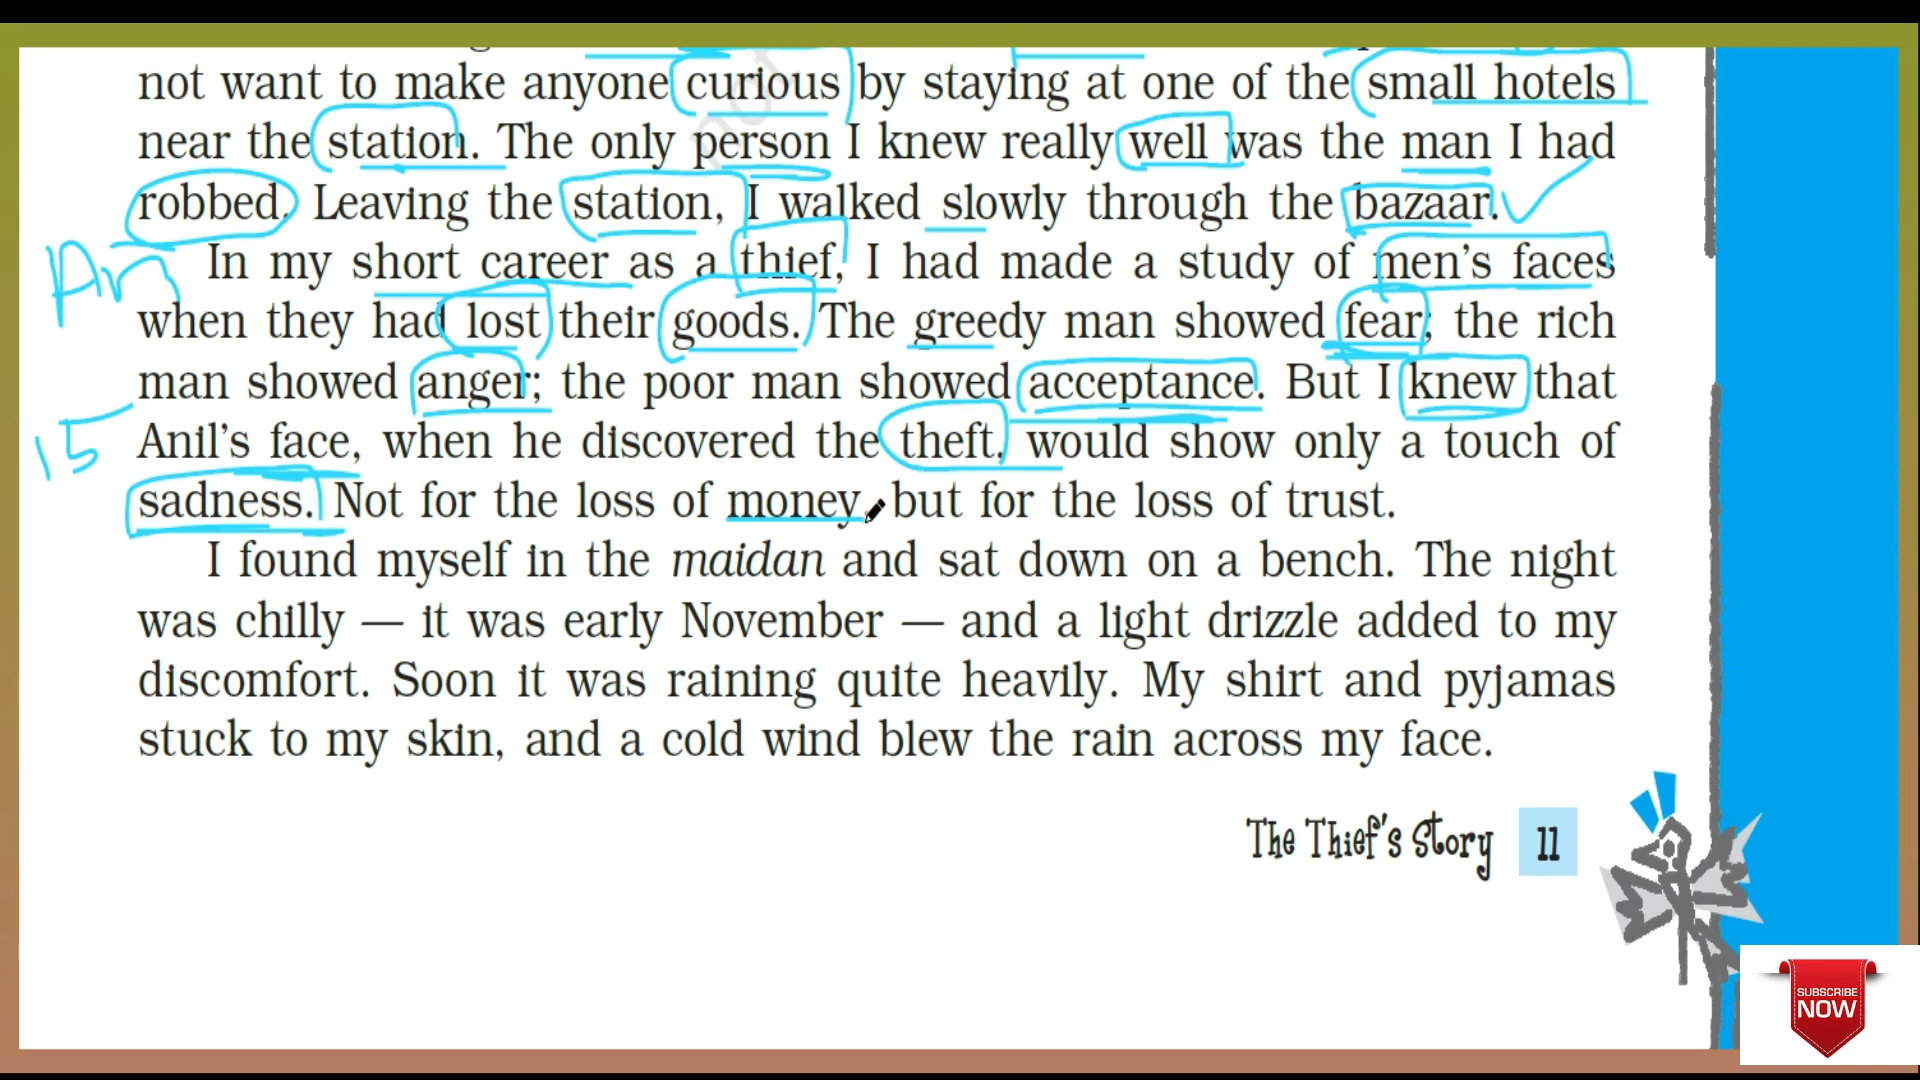 not want to make anyone curious by staying at one of the small hotels
near the station. The only person I knew really well was the man I had
robbed. Leaving the station, I walked slowly through the bazaar.
In my short career as a thief, I had made a study of men's faces
when they had lost their goods. The greedy man showed fear; the rich
man showed anger; the poor man showed acceptance. But I knew that
Anil's face, when he discovered the theft, would show only a touch of
sadness. Not for the loss of money, but for the loss of trust.
I found myself in the maidan and sat down on a bench. The night
was chilly — it was early November — and a light drizzle added to my
discomfort. Soon it was raining quite heavily. My shirt and pyjamas
stuck to my skin, and a cold wind blew the rain across my face.
The Thief's Story 11
15
not
SUBSCRIBE
NOW